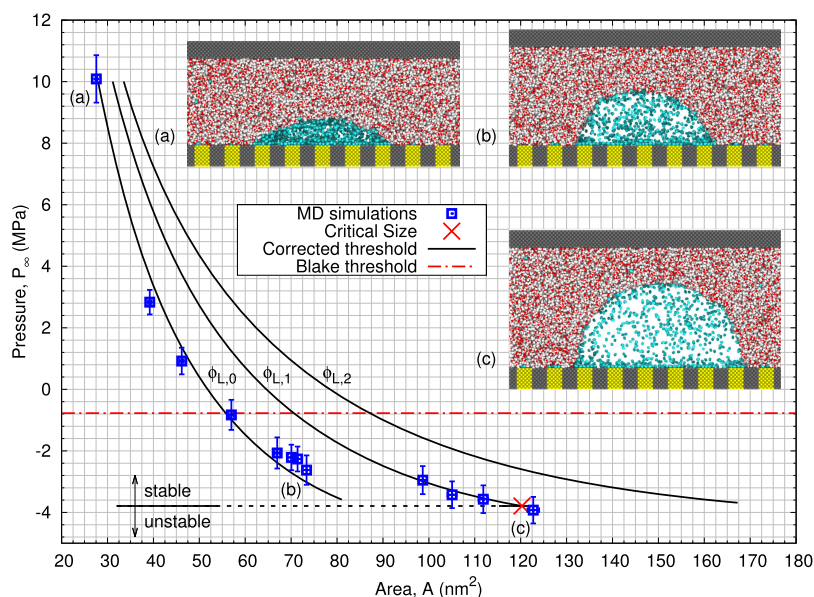 12
10
8
6
4
2
0
-2
-4
Pressure, P∞ (MPa)
(a)
(a)
(b)
(c)
MD simulations
Critical Size
Corrected threshold
Blake threshold
ϕL,0
ϕL,1
ϕL,2
(b)
stable
unstable
(c)
20 30 40 50 60 70 80 90 100 110 120 130 140 150 160 170 180
Area, A (nm²)